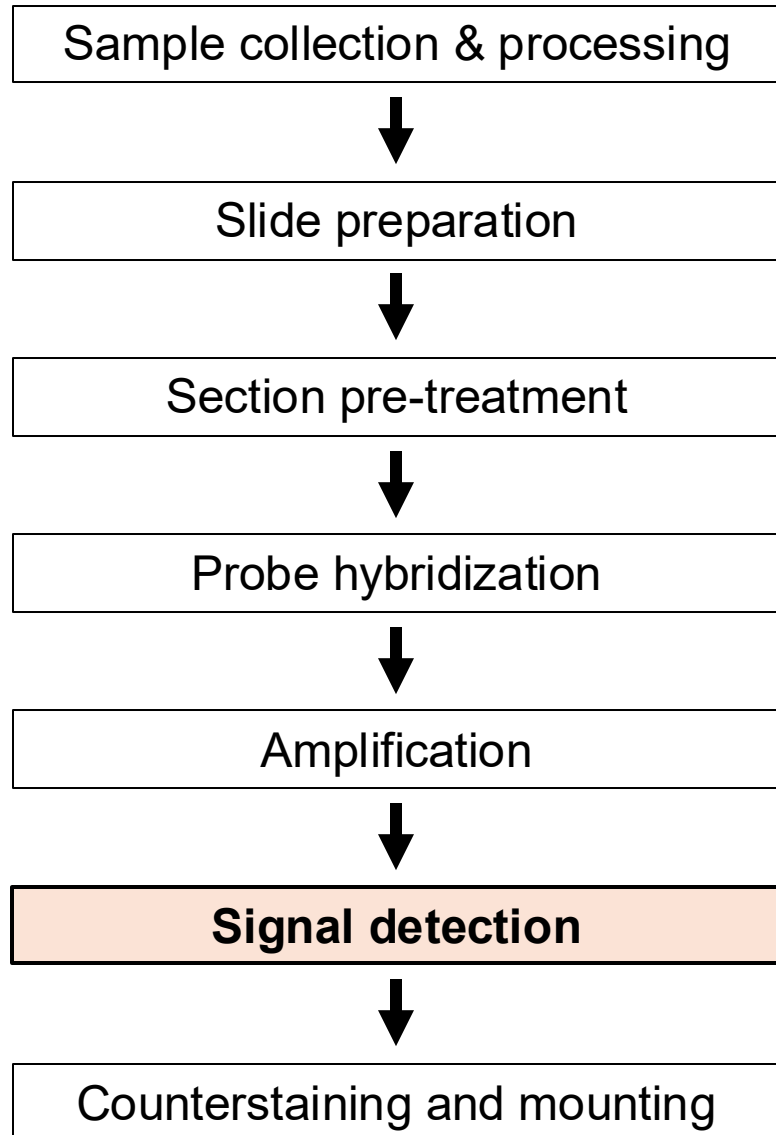 Sample collection & processing
Slide preparation
Section pre-treatment
Probe hybridization
Amplification
Signal detection
Counterstaining and mounting